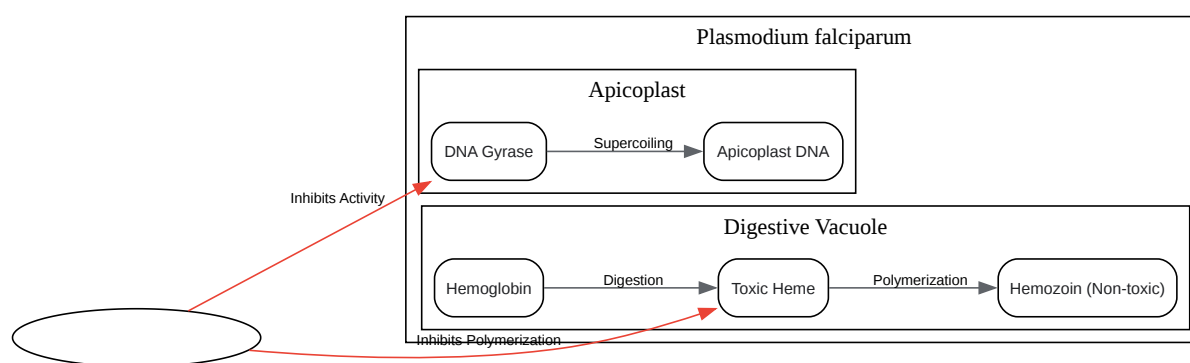 Plasmodium falciparum
Apicoplast
DNA Gyrase
Supercoiling
Apicoplast DNA
Inhibits Activity
Digestive Vacuole
Hemoglobin
Digestion
Toxic Heme
Polymerization
Hemozoin (Non-toxic)
Inhibits Polymerization